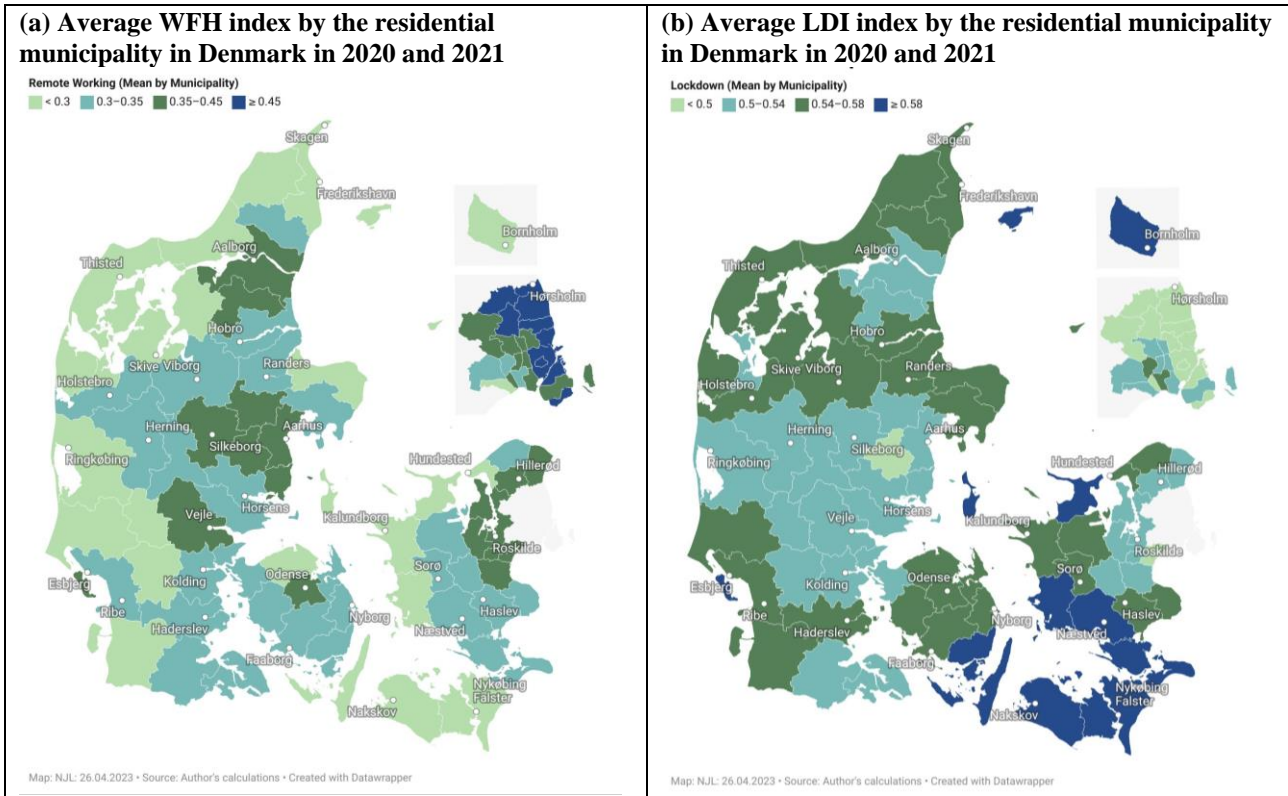 (a) Average WFH index by the residential
municipality in Denmark in 2020 and 2021
Remote Working (Mean by Municipality)
< 0.3 0.3–0.35 0.35–0.45 ≥ 0.45
Skagen
Frederikshavn
Bornholm
Aalborg
Thisted
Hørsholm
Hobro
Skive Viborg
Randers
Holstebro
Herning
Aarhus
Silkeborg
Ringkøbing
Hundested
Hillerød
Horsens
Vejle
Kalundborg
Roskilde
Sorø
Odense
Esbjerg
Kolding
Ribe
Nyborg
Haslev
Haderslev
Næstved
Faaborg
Nykøbing
Falster
Nakskov
Map: NJL: 26.04.2023 • Source: Author's calculations • Created with Datawrapper
(b) Average LDI index by the residential municipality
in Denmark in 2020 and 2021
Lockdown (Mean by Municipality)
< 0.5 0.5–0.54 0.54–0.58 ≥ 0.58
Skagen
Frederikshavn
Bornholm
Aalborg
Thisted
Hørsholm
Hobro
Skive Viborg
Randers
Holstebro
Herning
Aarhus
Silkeborg
Ringkøbing
Hundested
Hillerød
Horsens
Vejle
Kalundborg
Roskilde
Sorø
Odense
Esbjerg
Kolding
Ribe
Nyborg
Haslev
Haderslev
Næstved
Faaborg
Nykøbing
Falster
Nakskov
Map: NJL: 26.04.2023 • Source: Author's calculations • Created with Datawrapper